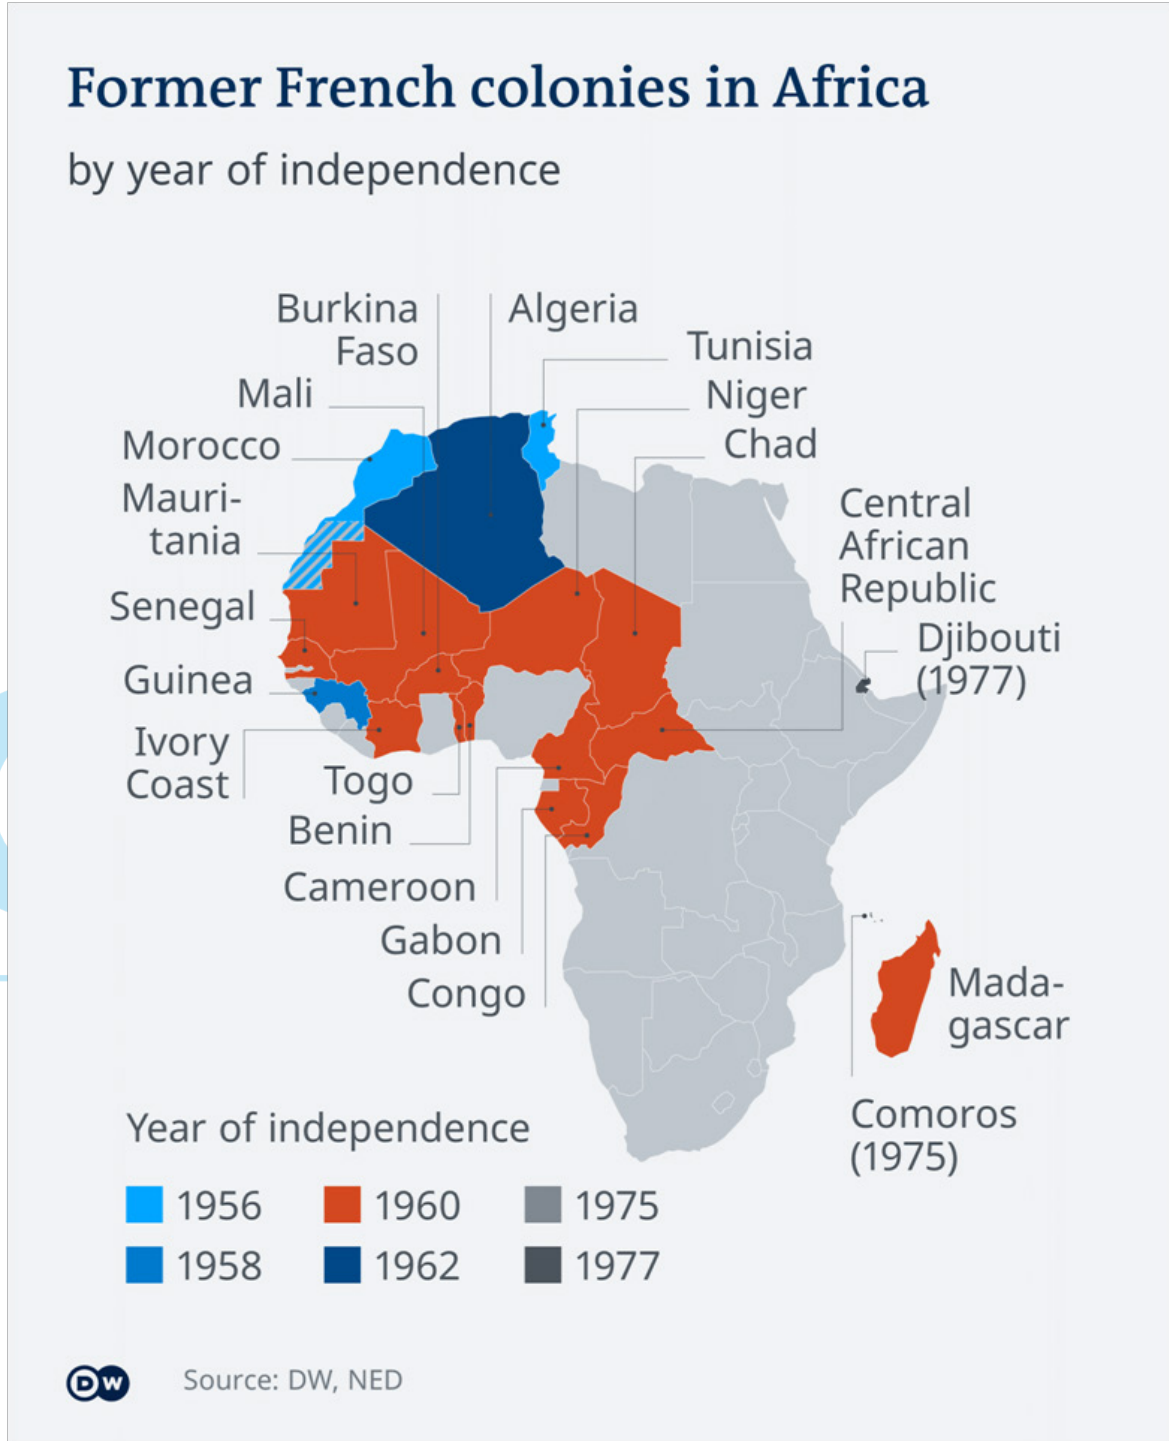 Former French colonies in Africa
by year of independence
Burkina
Faso
Algeria
Tunisia
Mali
Niger
Morocco
Chad
Mauri-
tania
Central
African
Republic
Senegal
Djibouti
(1977)
Guinea
Ivory
Coast
Togo
Benin
Cameroon
Gabon
Congo
Mada-
gascar
Comoros
(1975)
Year of independence
1956
1960
1975
1958
1962
1977
DW
Source: DW, NED